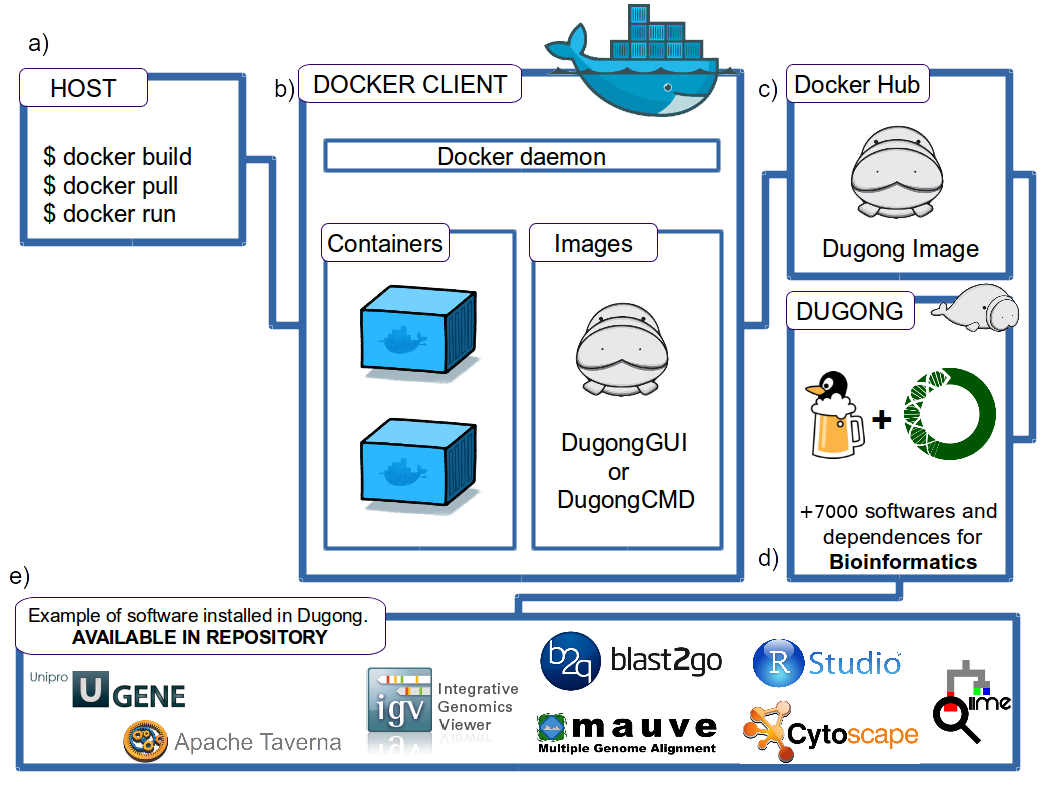 a)
HOST
$ docker build
$ docker pull
$ docker run
b)
DOCKER CLIENT
Docker daemon
Containers
Images
DugongGUI
or
DugongCMD
c)
Docker Hub
Dugong Image
DUGONG
+
+7000 softwares and
dependences for
Bioinformatics
d)
e)
Example of software installed in Dugong.
AVAILABLE IN REPOSITORY
Unipro
UGENE
Apache Taverna
igv
Integrative
Genomics
Viewer
b2g
blast2go
mauve
Multiple Genome Alignment
R Studio
Cytoscape
QIIme